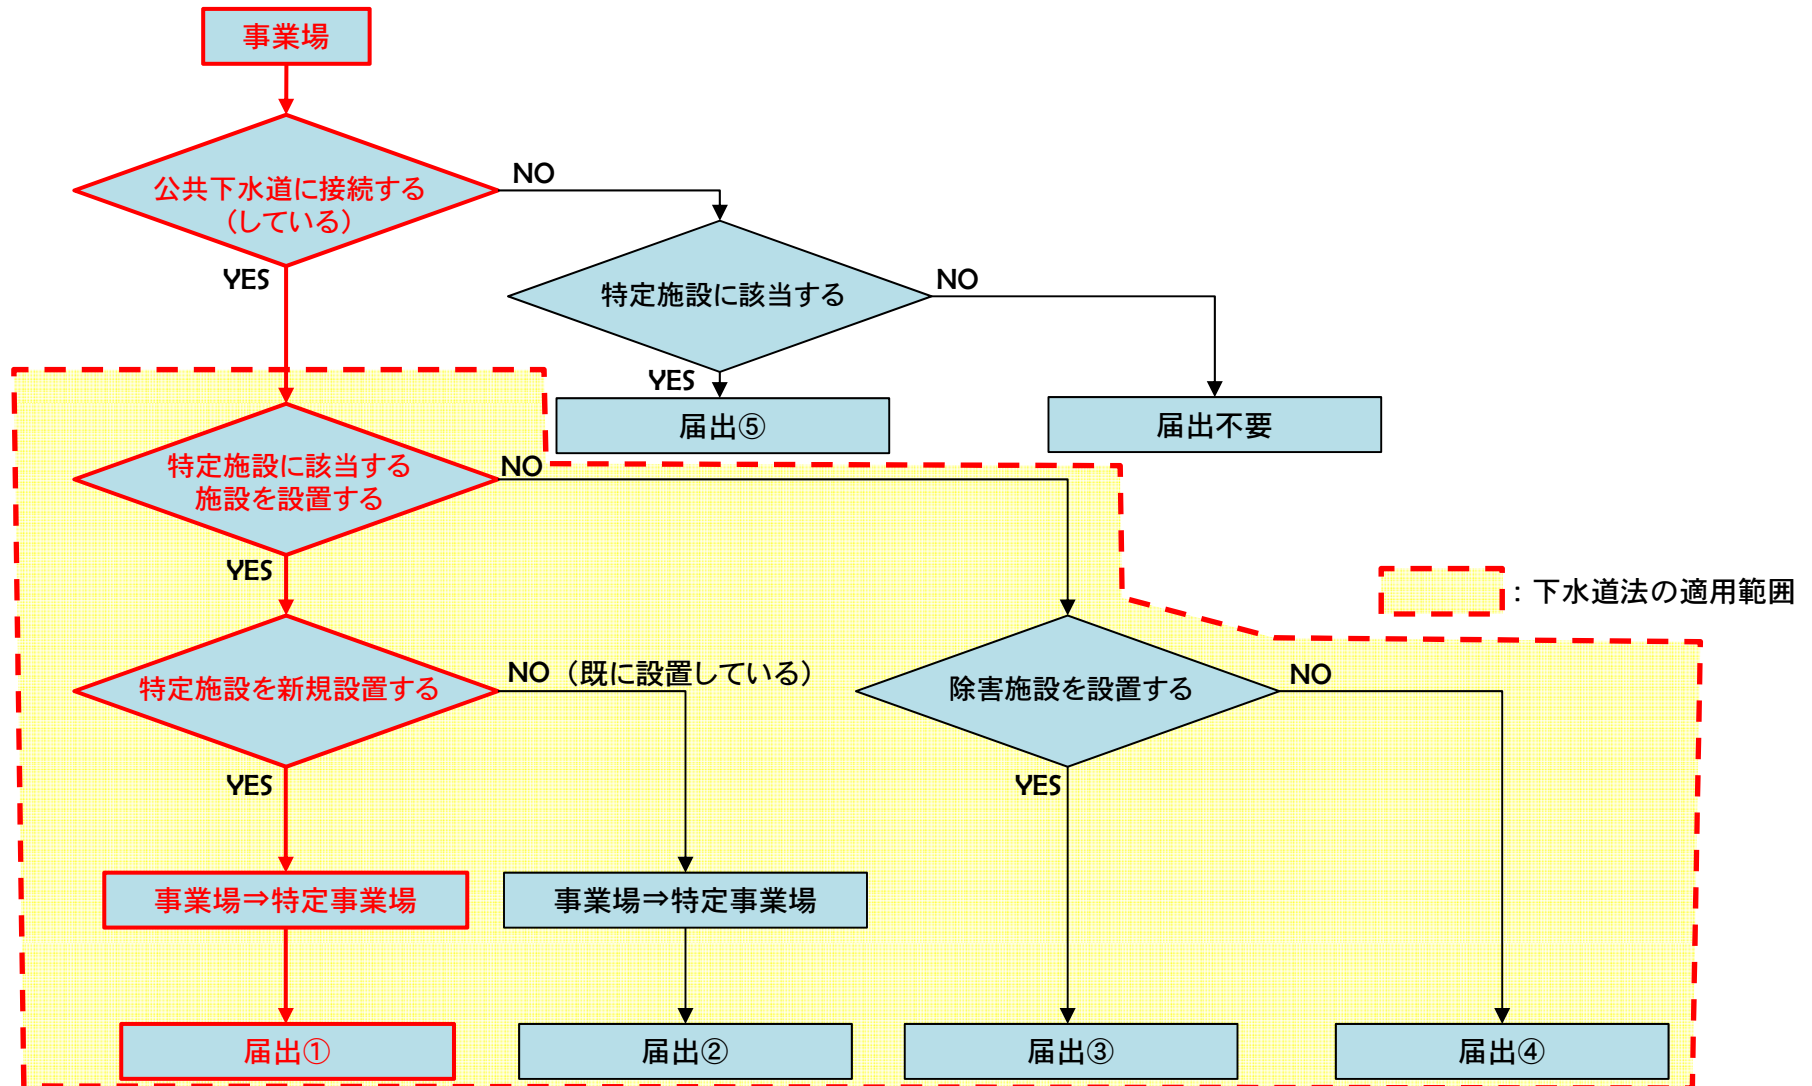 事業場
公共下水道に接続する
（している）
NO
YES
特定施設に該当する
NO
YES
届出⑤
届出不要
特定施設に該当する
施設を設置する
NO
YES
：下水道法の適用範囲
特定施設を新規設置する
NO（既に設置している）
YES
除害施設を設置する
NO
YES
事業場⇒特定事業場
事業場⇒特定事業場
届出①
届出②
届出③
届出④